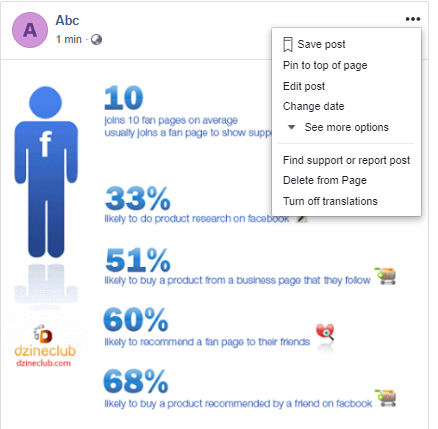 Abc
1 min
A
Save post
Pin to top of page
Edit post
Change date
See more options
Find support or report post
Delete from Page
Turn off translations
f
10
joins 10 fan pages on average
usually joins a fan page to show
33%
likely to do product research on facebook
51%
likely to buy a product from a business page that they follow
60%
likely to recommend a fan page to their friends
68%
likely to buy a product recommended by a friend on facbook
dzineclub
dzineclub.com